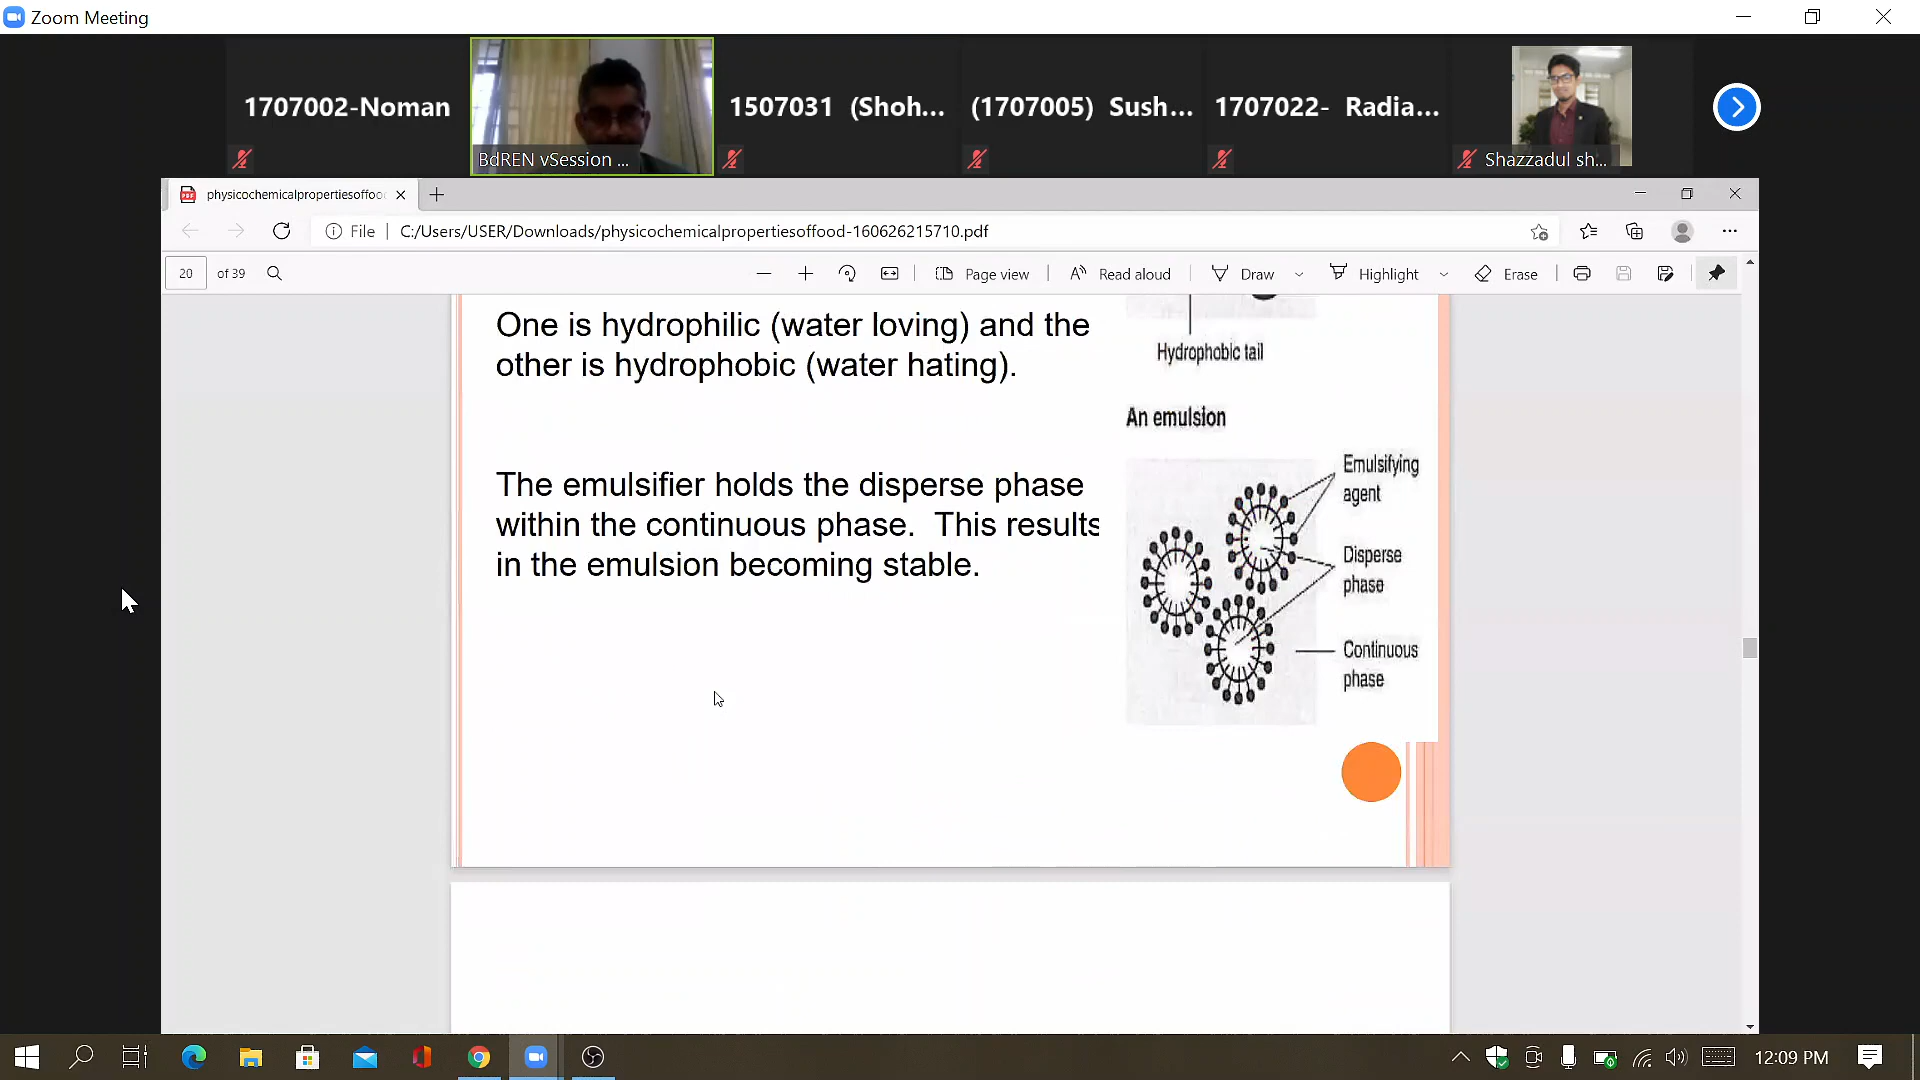 Zoom Meeting
1707002-Noman
BdREN vSession ...
1507031 (Shoh...
(1707005) Sush...
1707022- Radia...
Shazzadul sh...
physicochemicalpropertiesoffoo
File
C:/Users/USER/Downloads/physicochemicalpropertiesoffood-160626215710.pdf
20 of 39
Page view
Read aloud
Draw
Highlight
Erase
One is hydrophilic (water loving) and the
other is hydrophobic (water hating).
Hydrophobic tail
An emulsion
The emulsifier holds the disperse phase
within the continuous phase. This results
in the emulsion becoming stable.
Emulsifying
agent
Disperse
phase
Continuous
phase
12:09 PM